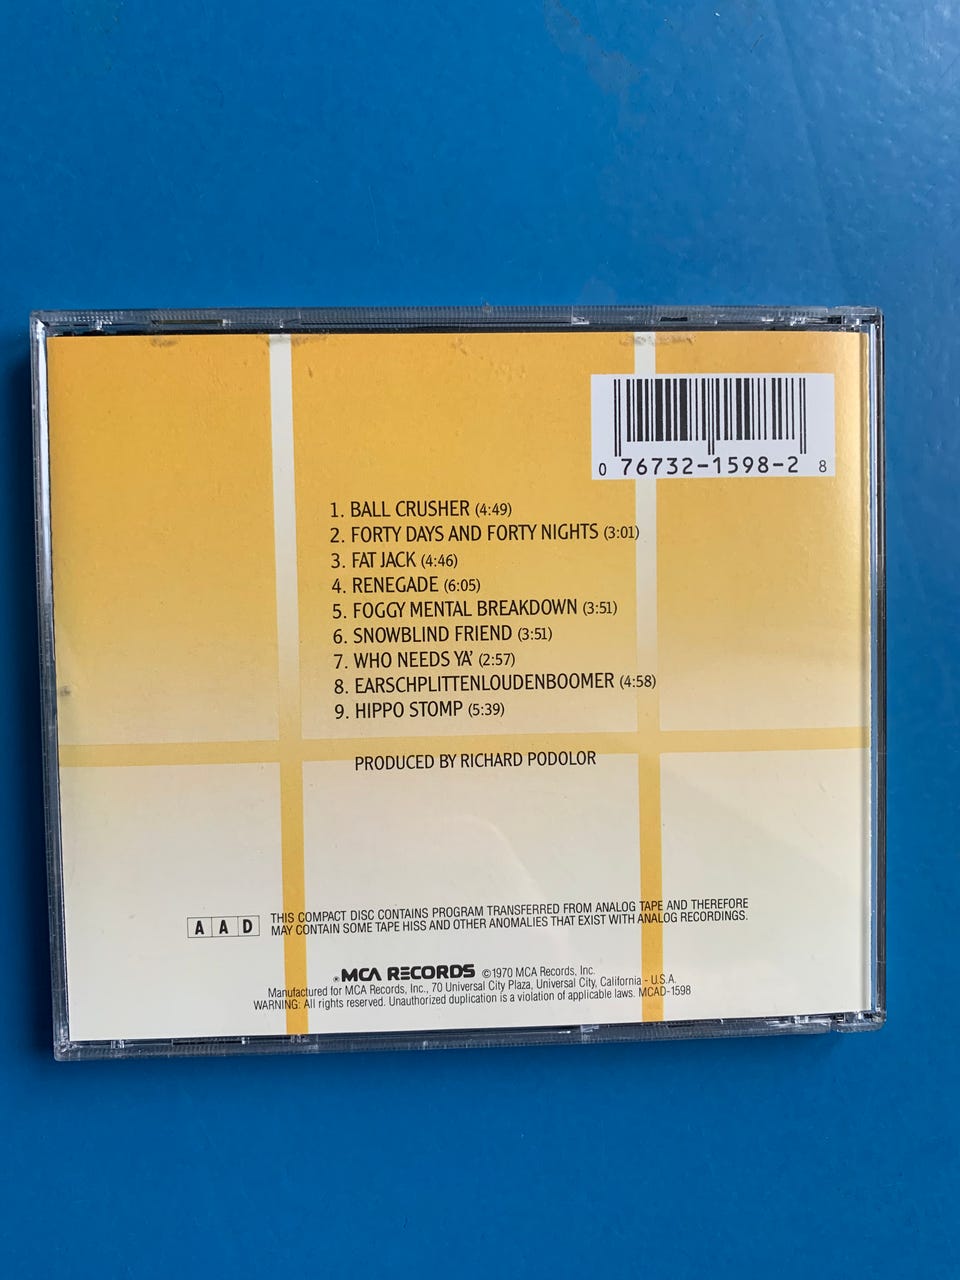 0 76732-1598-2 8
1. BALL CRUSHER (4:49)
2. FORTY DAYS AND FORTY NIGHTS (3:01)
3. FAT JACK (4:46)
4. RENEGADE (6:05)
5. FOGGY MENTAL BREAKDOWN (3:51)
6. SNOWBLIND FRIEND (3:51)
7. WHO NEEDS YA' (2:57)
8. EARSCHPLITTENLOUDENBOOMER (4:58)
9. HIPPO STOMP (5:39)
PRODUCED BY RICHARD PODOLOR
A A D
THIS COMPACT DISC CONTAINS PROGRAM TRANSFERRED FROM ANALOG TAPE AND THEREFORE
MAY CONTAIN SOME TAPE HISS AND OTHER ANOMALIES THAT EXIST WITH ANALOG RECORDINGS.
MCA RECORDS ©1970 MCA Records, Inc.
Manufactured for MCA Records, Inc., 70 Universal City Plaza, Universal City, California - U.S.A.
WARNING: All rights reserved. Unauthorized duplication is a violation of applicable laws. MCAD-1598